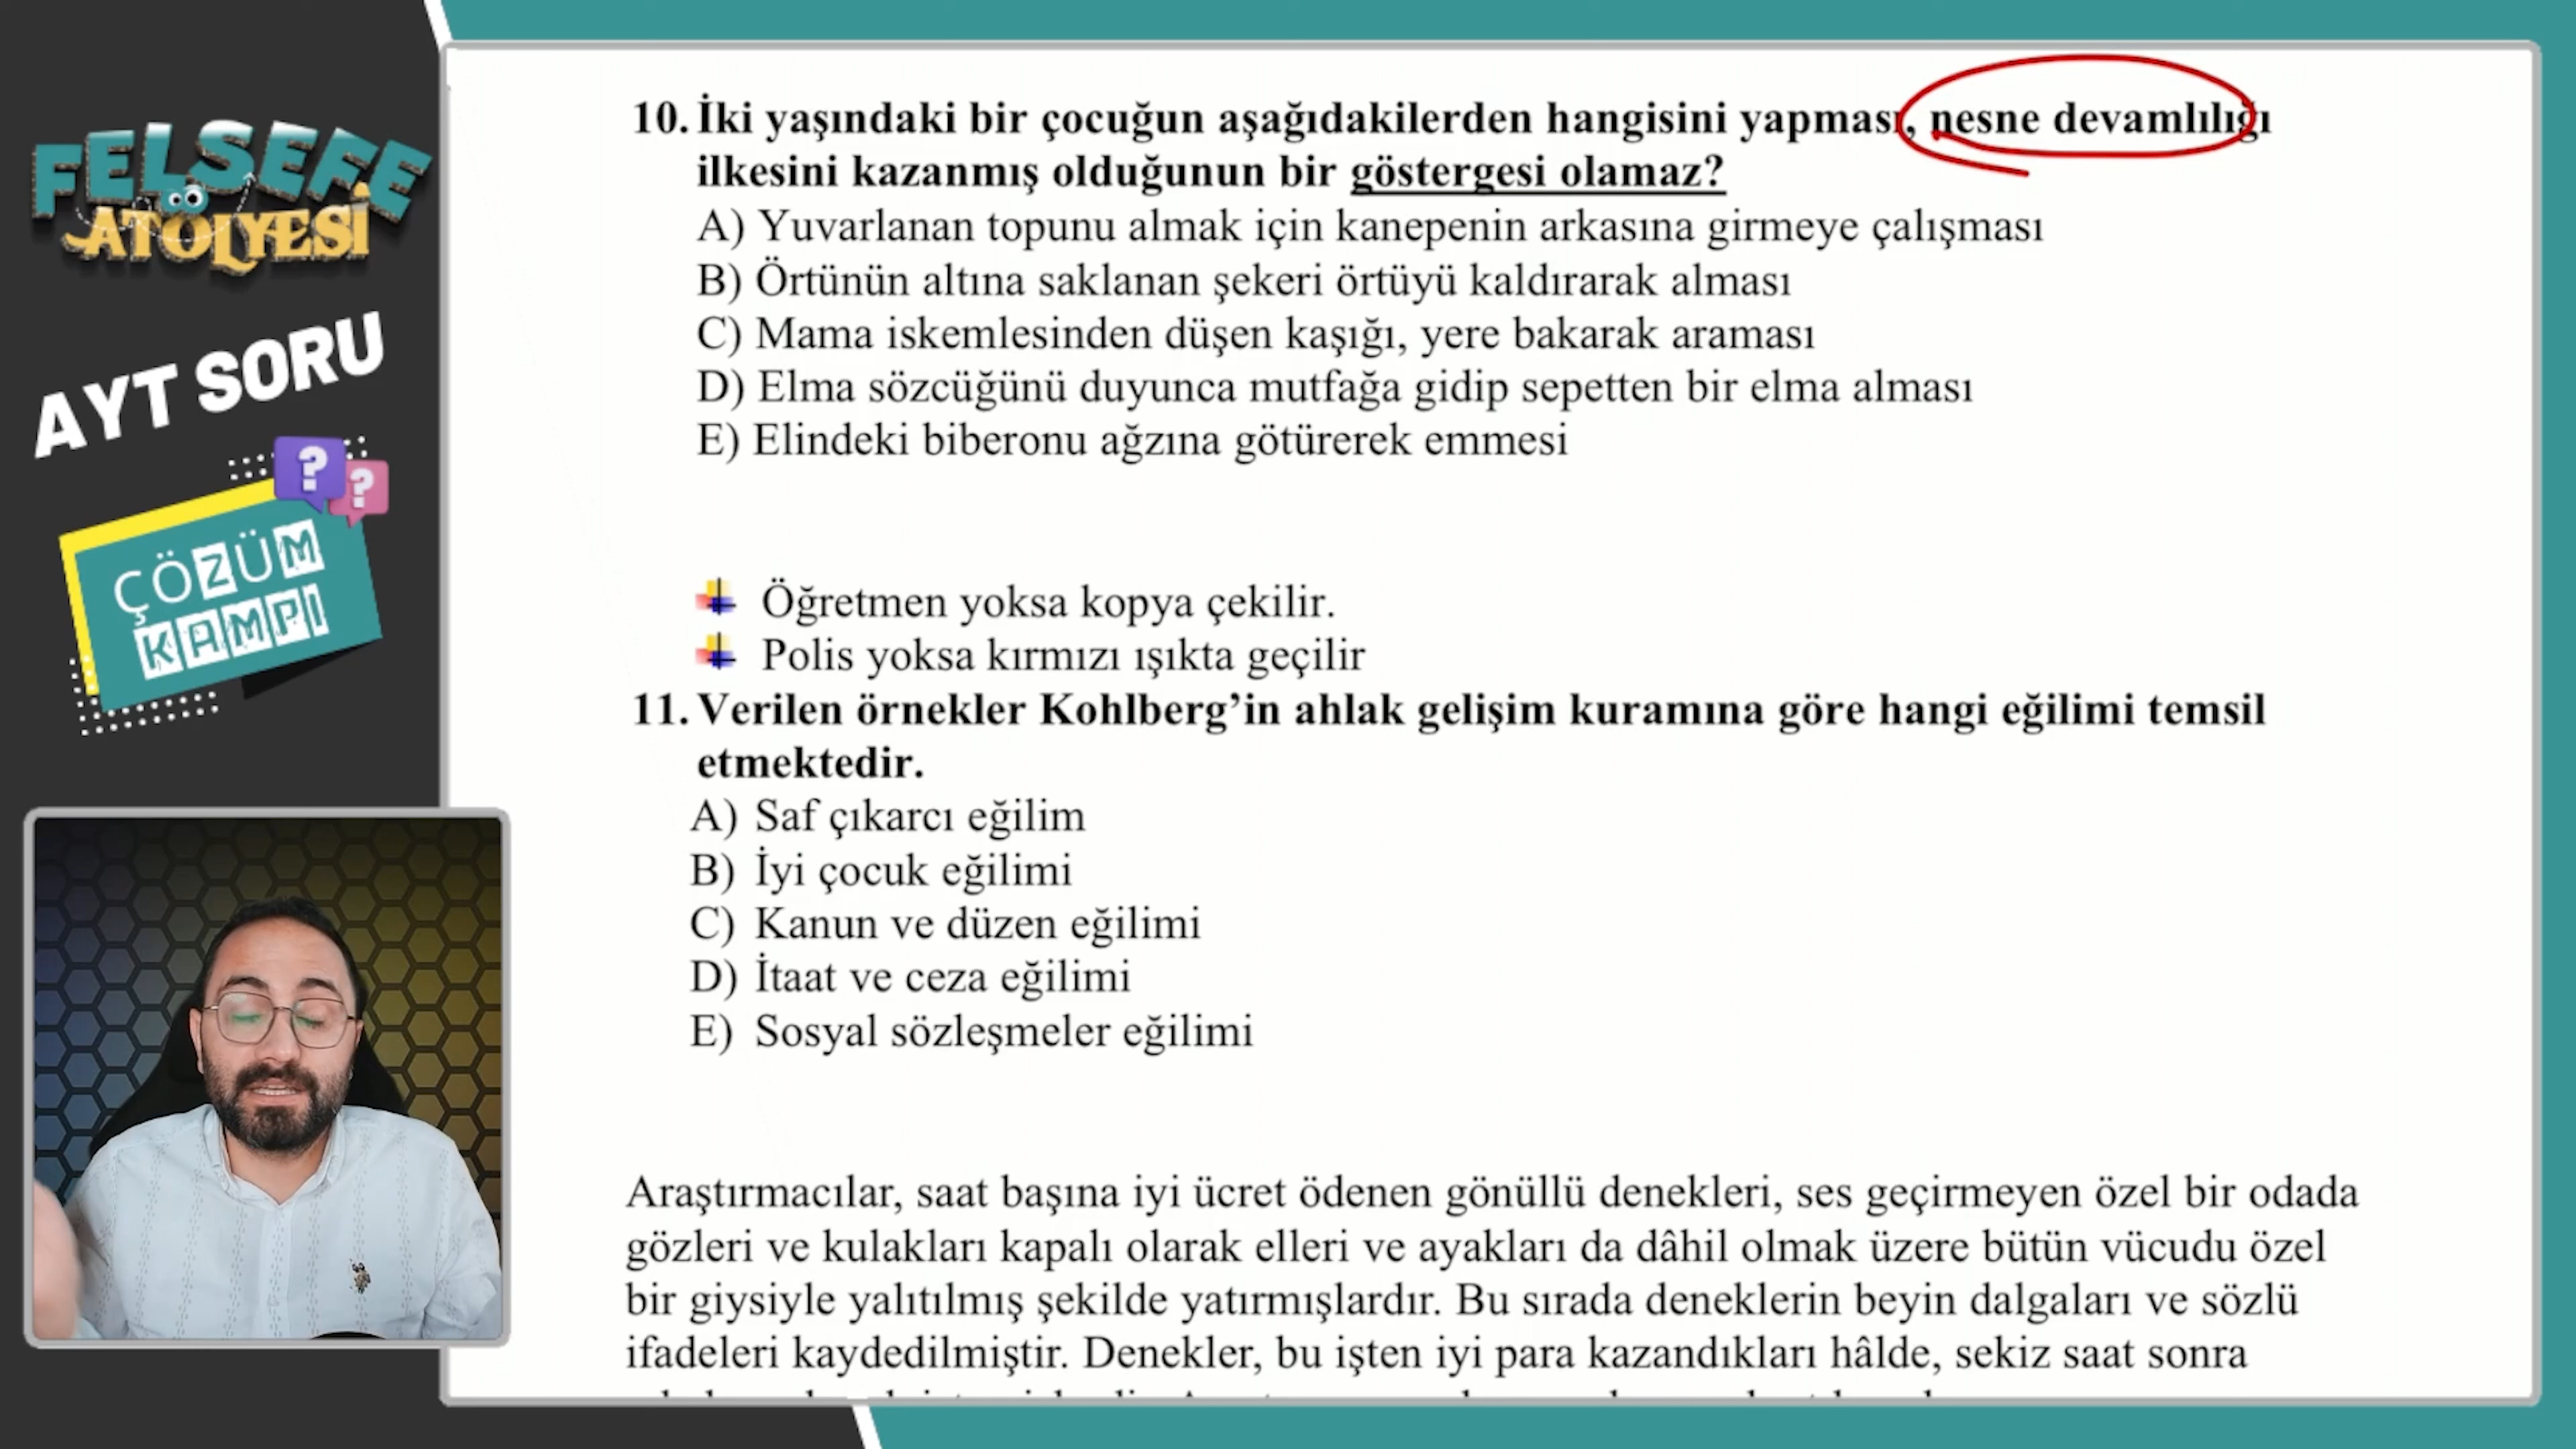 FELSEFE
ATÖLYESİ
AYT SORU
? ?
ÇÖZÜM
KAMPI
10. İki yaşındaki bir çocuğun aşağıdakilerden hangisini yapması, nesne devamlılığı
ilkesini kazanmış olduğunun bir göstergesi olamaz?
A) Yuvarlanan topunu almak için kanepenin arkasına girmeye çalışması
B) Örtünün altına saklanan şekeri örtüyü kaldırarak alması
C) Mama iskemlesinden düşen kaşığı, yere bakarak araması
D) Elma sözcüğünü duyunca mutfağa gidip sepetten bir elma alması
E) Elindeki biberonu ağzına götürerek emmesi
Öğretmen yoksa kopya çekilir.
Polis yoksa kırmızı ışıkta geçilir
11. Verilen örnekler Kohlberg’in ahlak gelişim kuramına göre hangi eğilimi temsil
etmektedir.
A) Saf çıkarcı eğilim
B) İyi çocuk eğilimi
C) Kanun ve düzen eğilimi
D) İtaat ve ceza eğilimi
E) Sosyal sözleşmeler eğilimi
Araştırmacılar, saat başına iyi ücret ödenen gönüllü denekleri, ses geçirmeyen özel bir odada
gözleri ve kulakları kapalı olarak elleri ve ayakları da dâhil olmak üzere bütün vücudu özel
bir giysiyle yalıtılmış şekilde yatırmışlardır. Bu sırada deneklerin beyin dalgaları ve sözlü
ifadeleri kaydedilmiştir. Denekler, bu işten iyi para kazandıkları hâlde, sekiz saat sonra